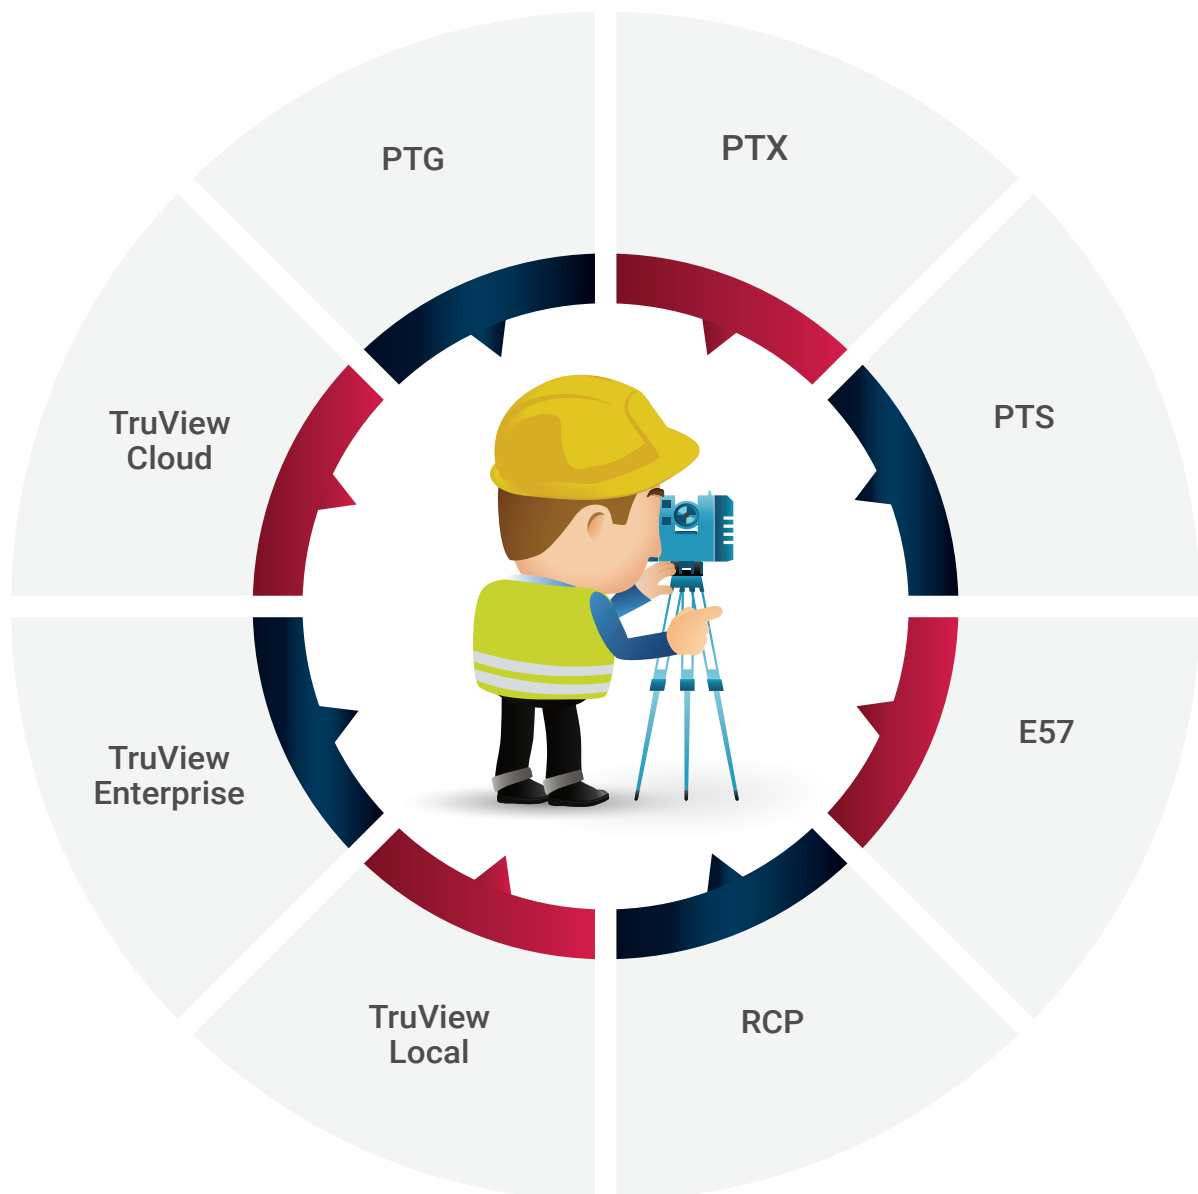 PTG
PTX
PTS
E57
RCP
TruView
Local
TruView
Enterprise
TruView
Cloud